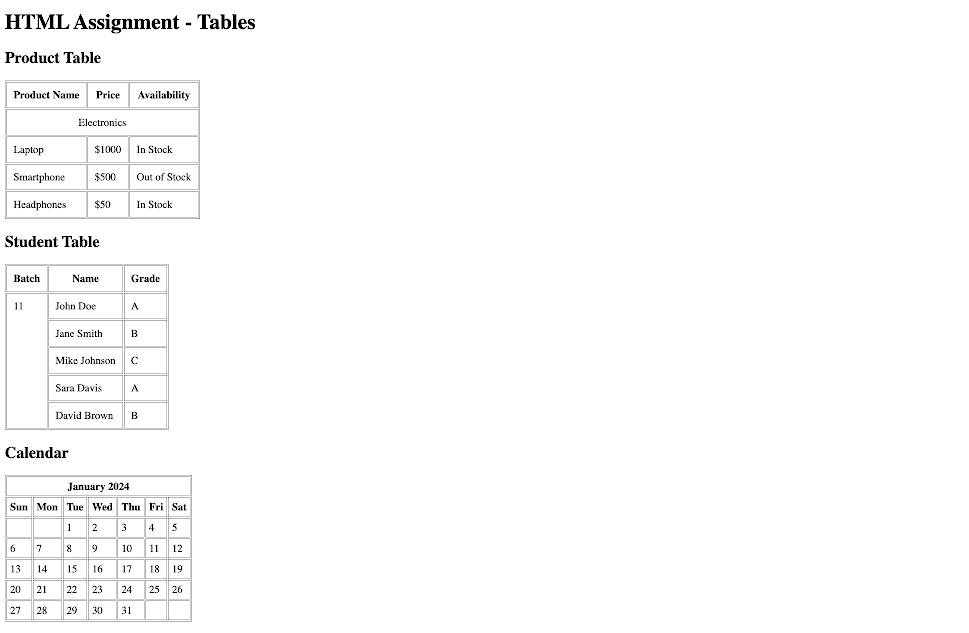 HTML Assignment - Tables
Product Table
Product Name Price Availability
Electronics
Laptop $1000 In Stock
Smartphone $500 Out of Stock
Headphones $50 In Stock
Student Table
Batch Name Grade
11 John Doe A
Jane Smith B
Mike Johnson C
Sara Davis A
David Brown B
Calendar
January 2024
Sun Mon Tue Wed Thu Fri Sat
1 2 3 4 5
6 7 8 9 10 11 12
13 14 15 16 17 18 19
20 21 22 23 24 25 26
27 28 29 30 31